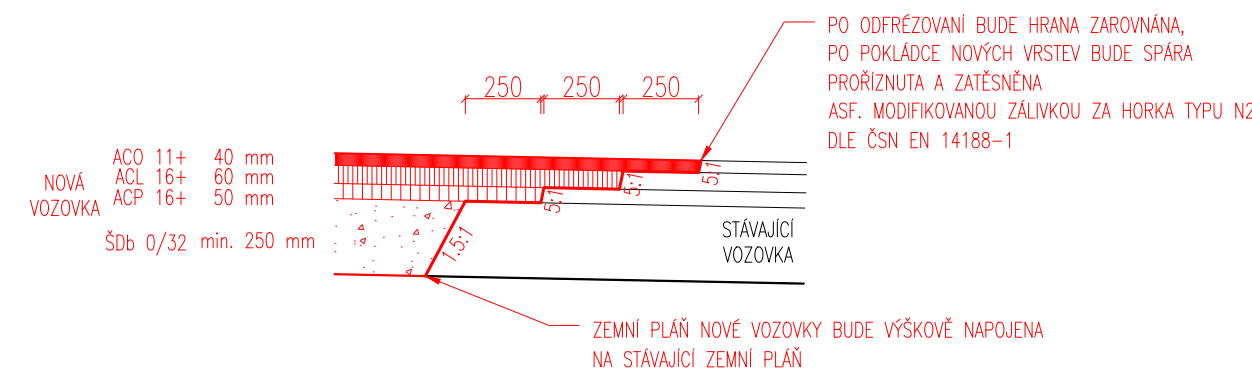 PO ODFRÉZOVANÍ BUDE HRANA ZAROVNÁNA,
PO POKLÁDCE NOVÝCH VRSTEV BUDE SPÁRA
PROŘÍZNUTA A ZATĚSNĚNA
ASF. MODIFIKOVANOU ZÁLIVKOU ZA HORKA TYPU N2
DLE ČSN EN 14188-1
250 250 250
NOVÁ
VOZOVKA
ACO 11+ 40 mm
ACL 16+ 60 mm
ACP 16+ 50 mm
ŠDb 0/32 min. 250 mm
5:1
5:1
5:1
1.5:1
STÁVAJÍCÍ
VOZOVKA
ZEMNÍ PLÁŇ NOVÉ VOZOVKY BUDE VÝŠKOVĚ NAPOJENA
NA STÁVAJÍCÍ ZEMNÍ PLÁŇ